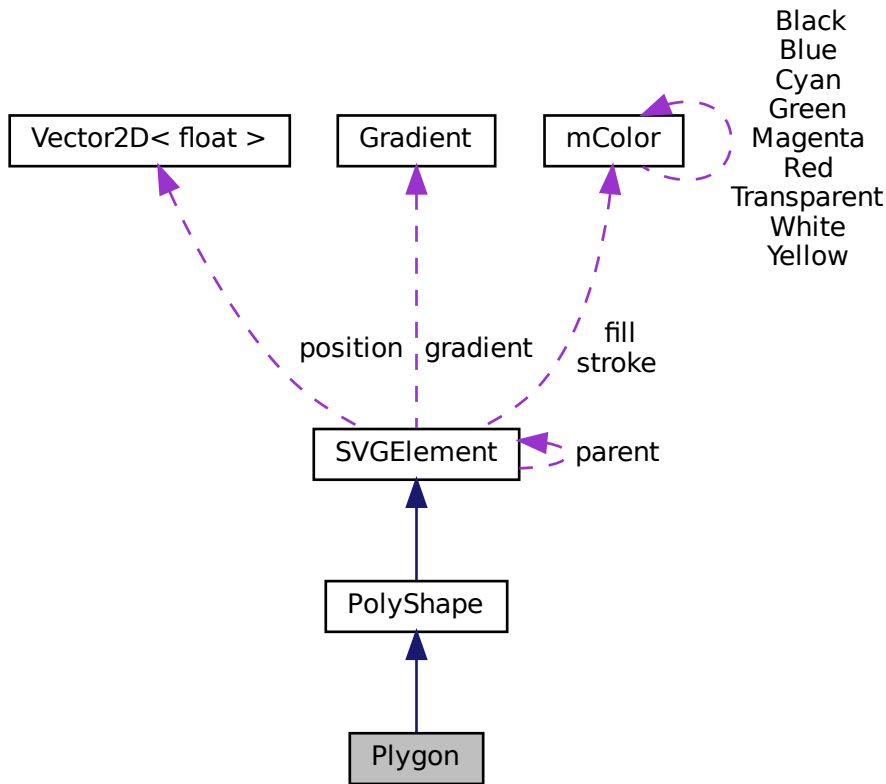 Black
Blue
Cyan
Green
Magenta
Red
Transparent
White
Yellow
Vector2D< float >
Gradient
mColor
position
gradient
fill
stroke
SVGElement
parent
PolyShape
Plygon